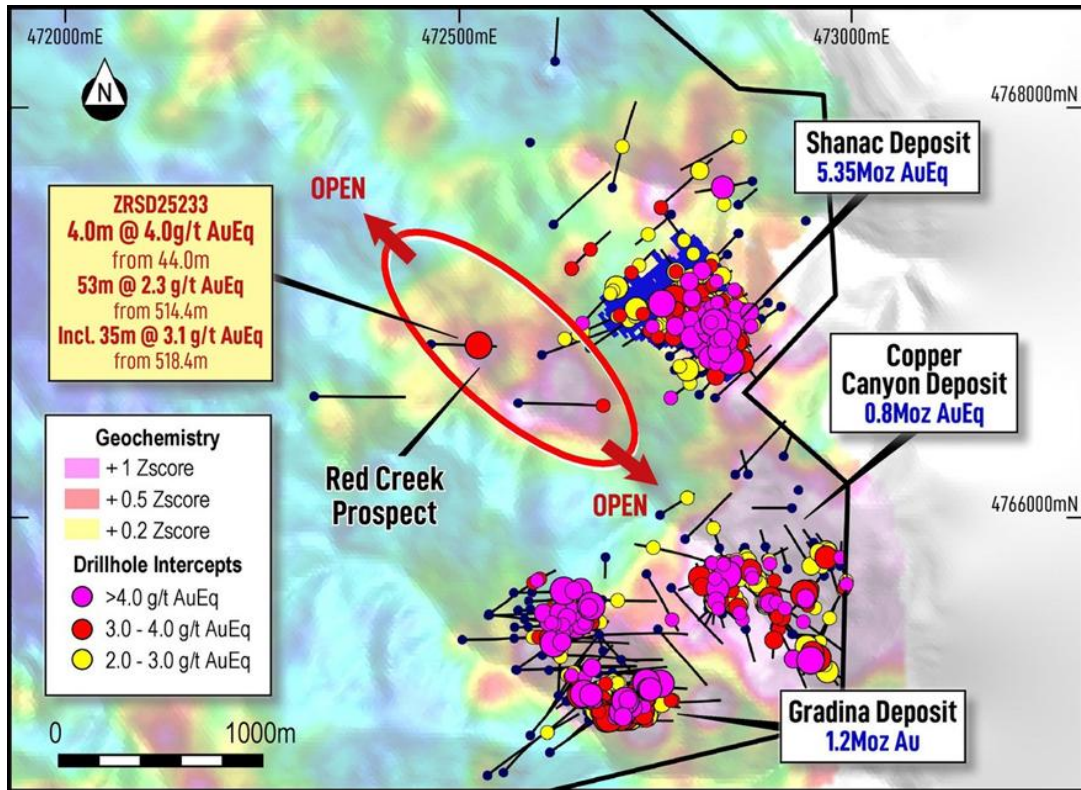 472000mE
472500mE
473000mE
N
4768000mN
Shanac Deposit
5.35Moz AuEq
OPEN
ZRSD25233
4.0m @ 4.0g/t AuEq
from 44.0m
53m @ 2.3 g/t AuEq
from 514.4m
Incl. 35m @ 3.1 g/t AuEq
from 518.4m
Copper
Canyon Deposit
0.8Moz AuEq
Red Creek
Prospect
OPEN
4766000mN
Geochemistry
+ 1 Zscore
+ 0.5 Zscore
+ 0.2 Zscore
Drillhole Intercepts
>4.0 g/t AuEq
3.0 - 4.0 g/t AuEq
2.0 - 3.0 g/t AuEq
0
1000m
Gradina Deposit
1.2Moz Au